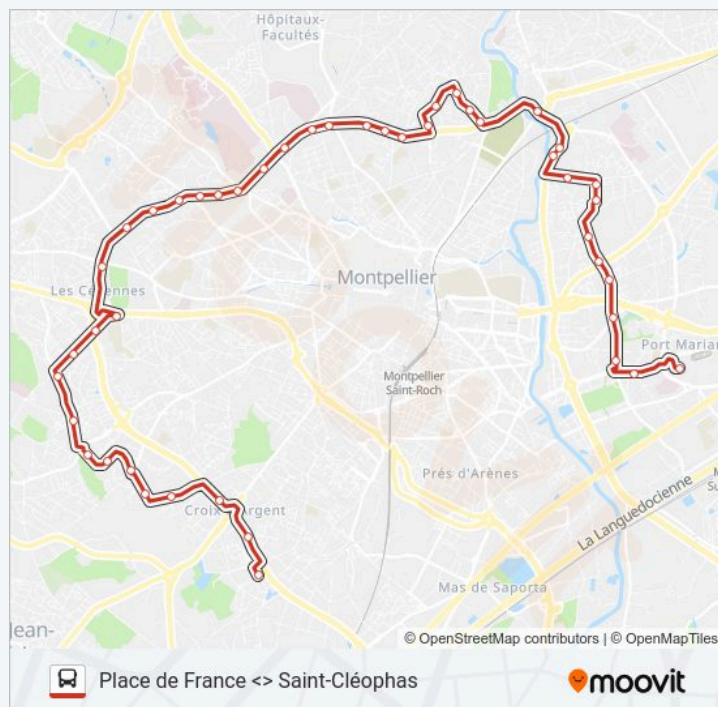 Hôpitaux-
Facultés
Montpellier
Les Cévennes
Port Marian
Montpellier
Saint-Roch
Prés d'Arènes
Croix d'Argent
La Languedocienne
Mas de Saporta
Jean-
© OpenStreetMap contributors | © OpenMapTiles
Place de France <> Saint-Cléophas
moovit